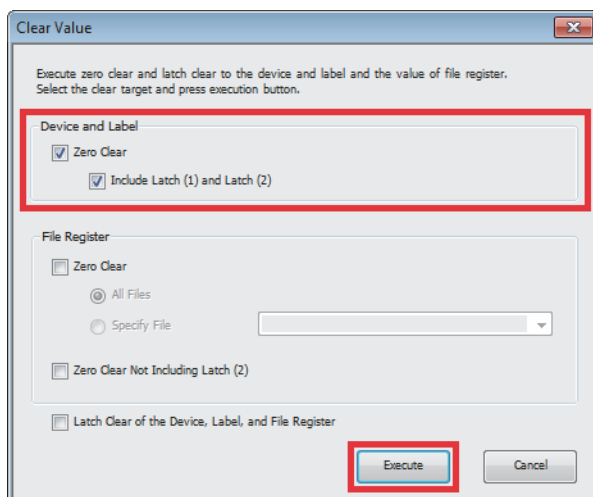 Clear Value
Execute zero clear and latch clear to the device and label and the value of file register.
Select the clear target and press execution button.
Device and Label
Zero Clear
Include Latch (1) and Latch (2)
File Register
Zero Clear
All Files
Specify File
Zero Clear Not Including Latch (2)
Latch Clear of the Device, Label, and File Register
Execute
Cancel